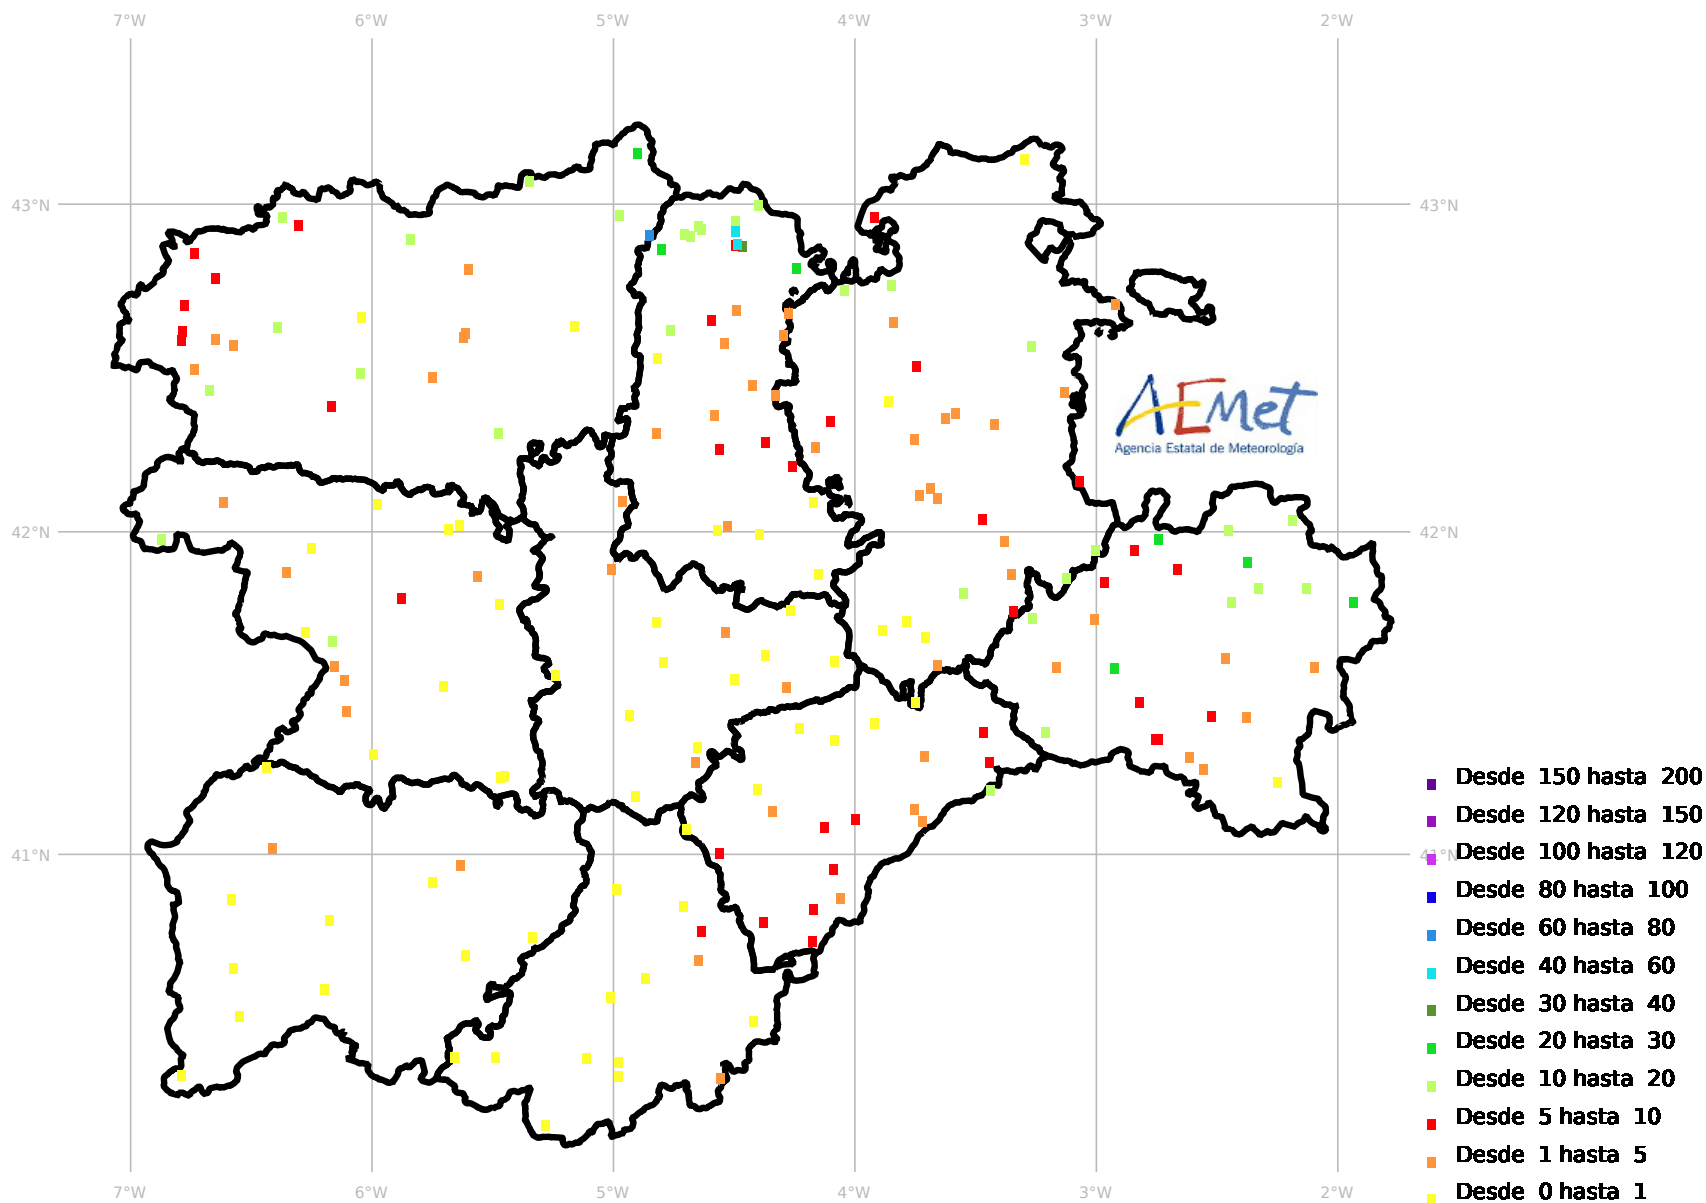 7°W 6°W 5°W 4°W 3°W 2°W
43°N 43°N
AEMet
Agencia Estatal de Meteorología
42°N 42°N
Desde 150 hasta 200
Desde 120 hasta 150
41°N 41°N
Desde 100 hasta 120
Desde 80 hasta 100
Desde 60 hasta 80
Desde 40 hasta 60
Desde 30 hasta 40
Desde 20 hasta 30
Desde 10 hasta 20
Desde 5 hasta 10
Desde 1 hasta 5
Desde 0 hasta 1
7°W 6°W 5°W 4°W 3°W 2°W